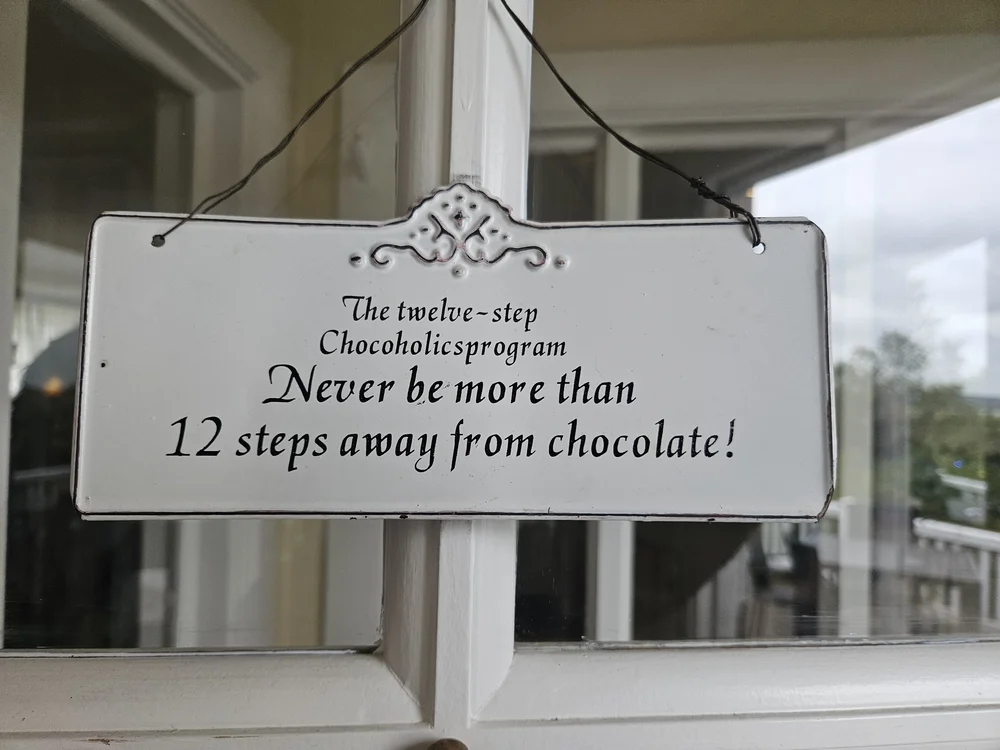 The twelve-step
Chocoholicsprogram
Never be more than
12 steps away from chocolate!